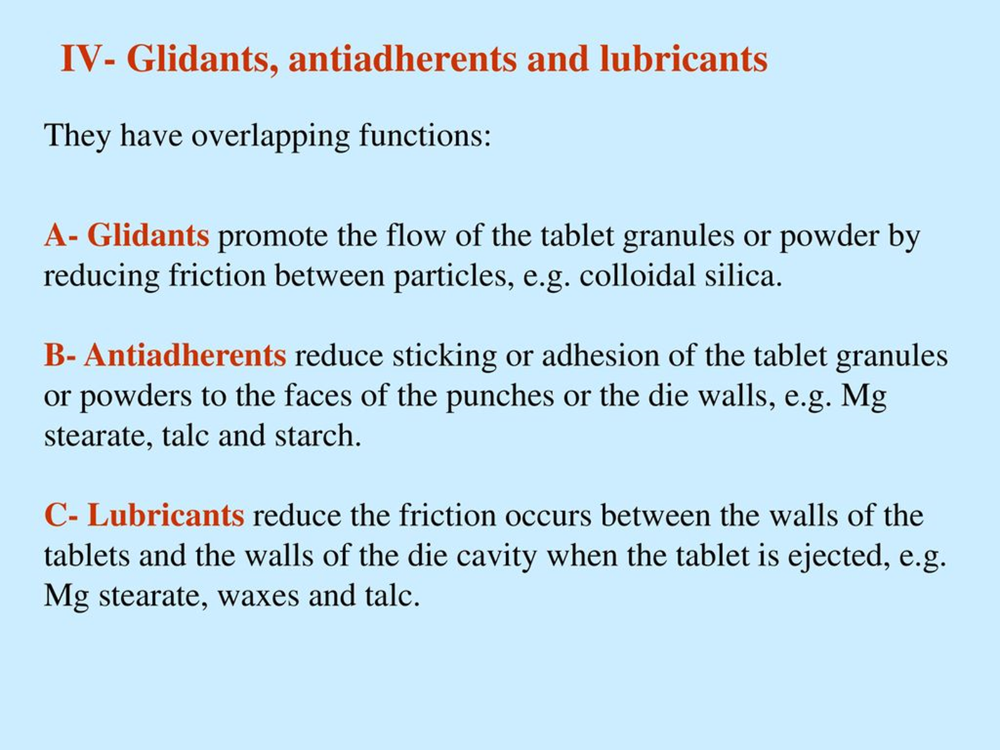 IV- Glidants, antiadherents and lubricants
They have overlapping functions:
A- Glidants promote the flow of the tablet granules or powder by
reducing friction between particles, e.g. colloidal silica.
B- Antiadherents reduce sticking or adhesion of the tablet granules
or powders to the faces of the punches or the die walls, e.g. Mg
stearate, talc and starch.
C- Lubricants reduce the friction occurs between the walls of the
tablets and the walls of the die cavity when the tablet is ejected, e.g.
Mg stearate, waxes and talc.